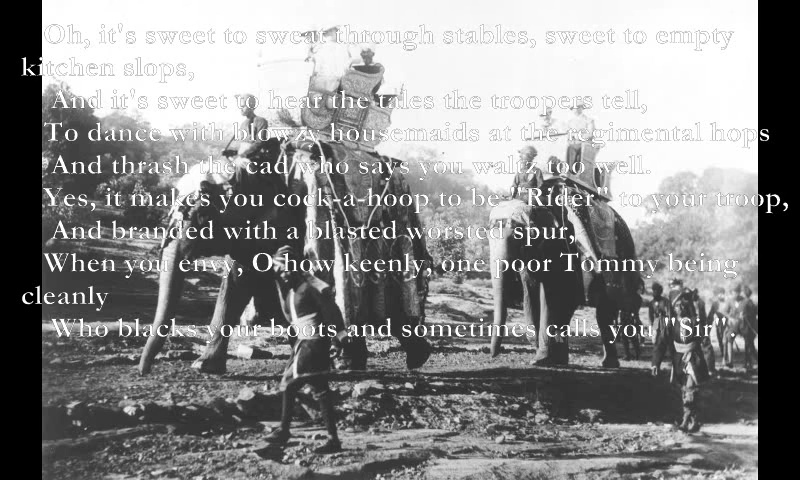 Oh, it's sweet to sweat through stables, sweet to empty
kitchen slops,
And it's sweet to hear the tales the troopers tell,
To dance with blowzy housemaids at the regimental hops
And thrash the cad who says you waltz too well.
Yes, it makes you cock-a-hoop to be "Rider" to your troop,
And branded with a blasted worsted spur,
When you envy, O how keenly, one poor Tommy being
cleanly
Who blacks your boots and sometimes calls you "Sir".